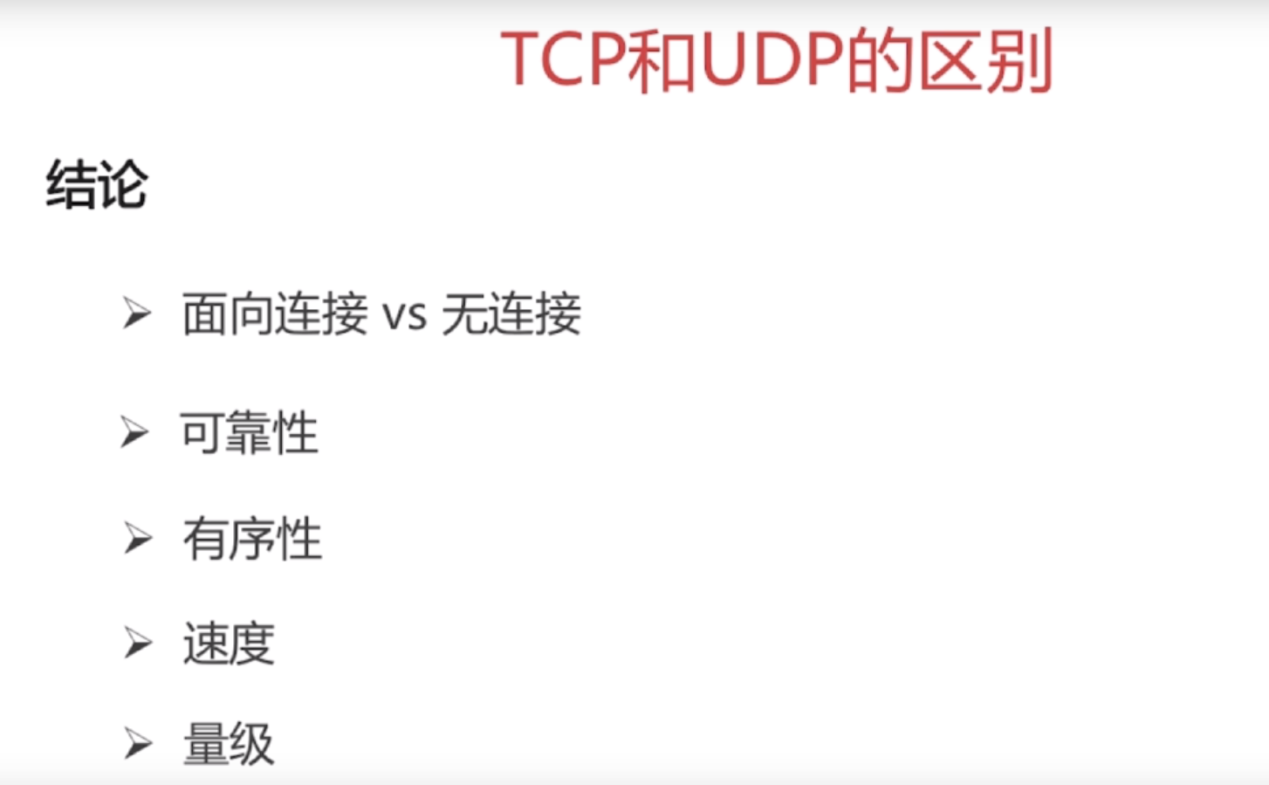 TCP和UDP的区别
结论
➢ 面向连接 vs 无连接
➢ 可靠性
➢ 有序性
➢ 速度
➢ 量级